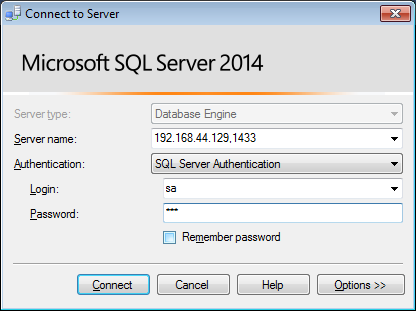 Connect to Server
Microsoft SQL Server 2014
Server type: Database Engine
Server name: 192.168.44.129,1433
Authentication: SQL Server Authentication
Login: sa
Password: ***
Remember password
Connect Cancel Help Options >>